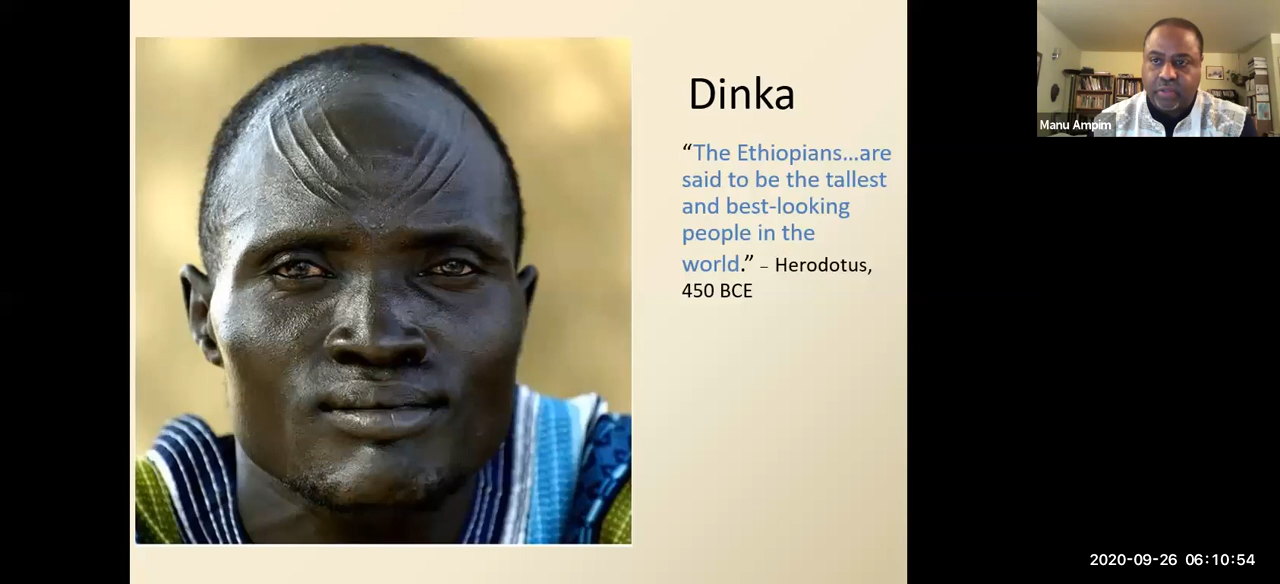 Dinka
“The Ethiopians...are
said to be the tallest
and best-looking
people in the
world.” – Herodotus,
450 BCE
Manu Ampim
2020-09-26 06:10:54